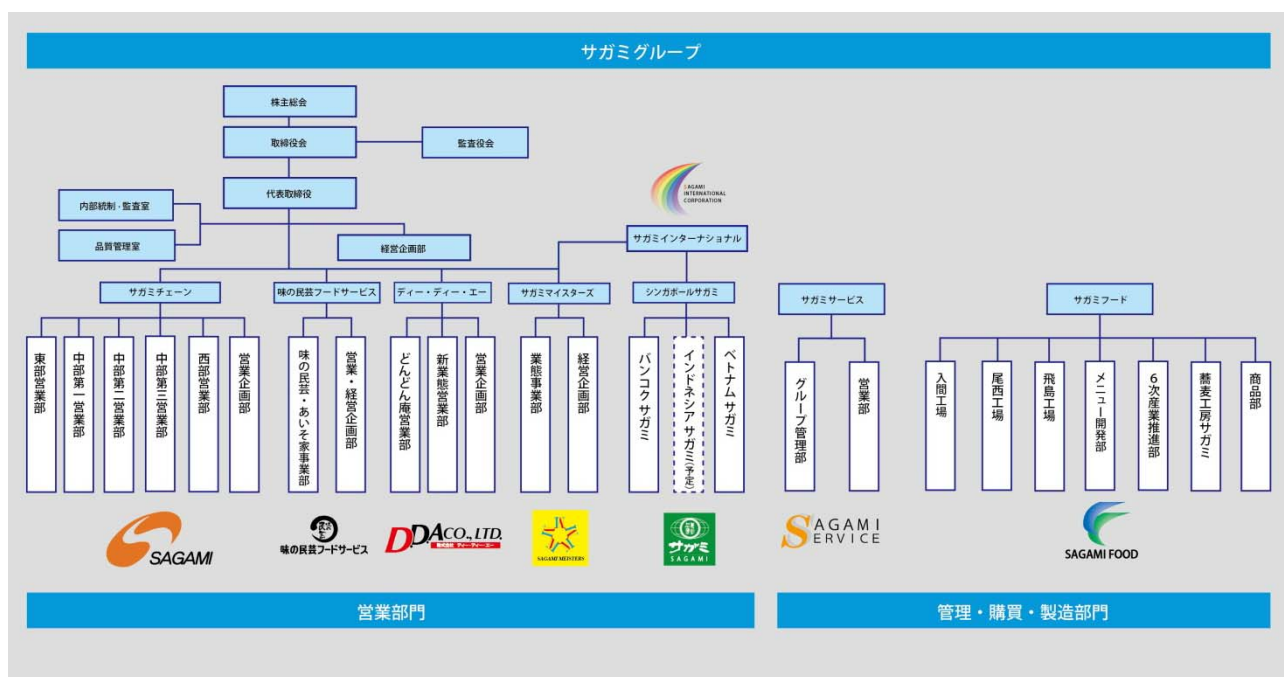 サガミグループ
株主総会
取締役会
監査役会
代表取締役
内部統制・監査室
品質管理室
経営企画部
SAGAMI
INTERNATIONAL
CORPORATION
サガミインターナショナル
サガミチェーン
味の民芸フードサービス
ディー・ディー・エー
サガミマイスターズ
シンガポールサガミ
サガミサービス
サガミフード
東部営業部
中部第一営業部
中部第二営業部
中部第三営業部
西部営業部
営業企画部
味の民芸・あいそ家事業部
営業・経営企画部
どんどん庵営業部
新業態営業部
営業企画部
業態事業部
経営企画部
バンコクサガミ
インドネシアサガミ(予定)
ベトナムサガミ
グループ管理部
営業部
入間工場
尾西工場
飛島工場
メニュー開発部
6次産業推進部
蕎麦工房サガミ
商品部
SAGAMI
味の民芸フードサービス
D.DACO.,LTD.
株式会社 ディー・ディー・エー
SAGAMI MEISTERS
サガミ
SAGAMI
SAGAMI
SERVICE
SAGAMI FOOD
営業部門
管理・購買・製造部門